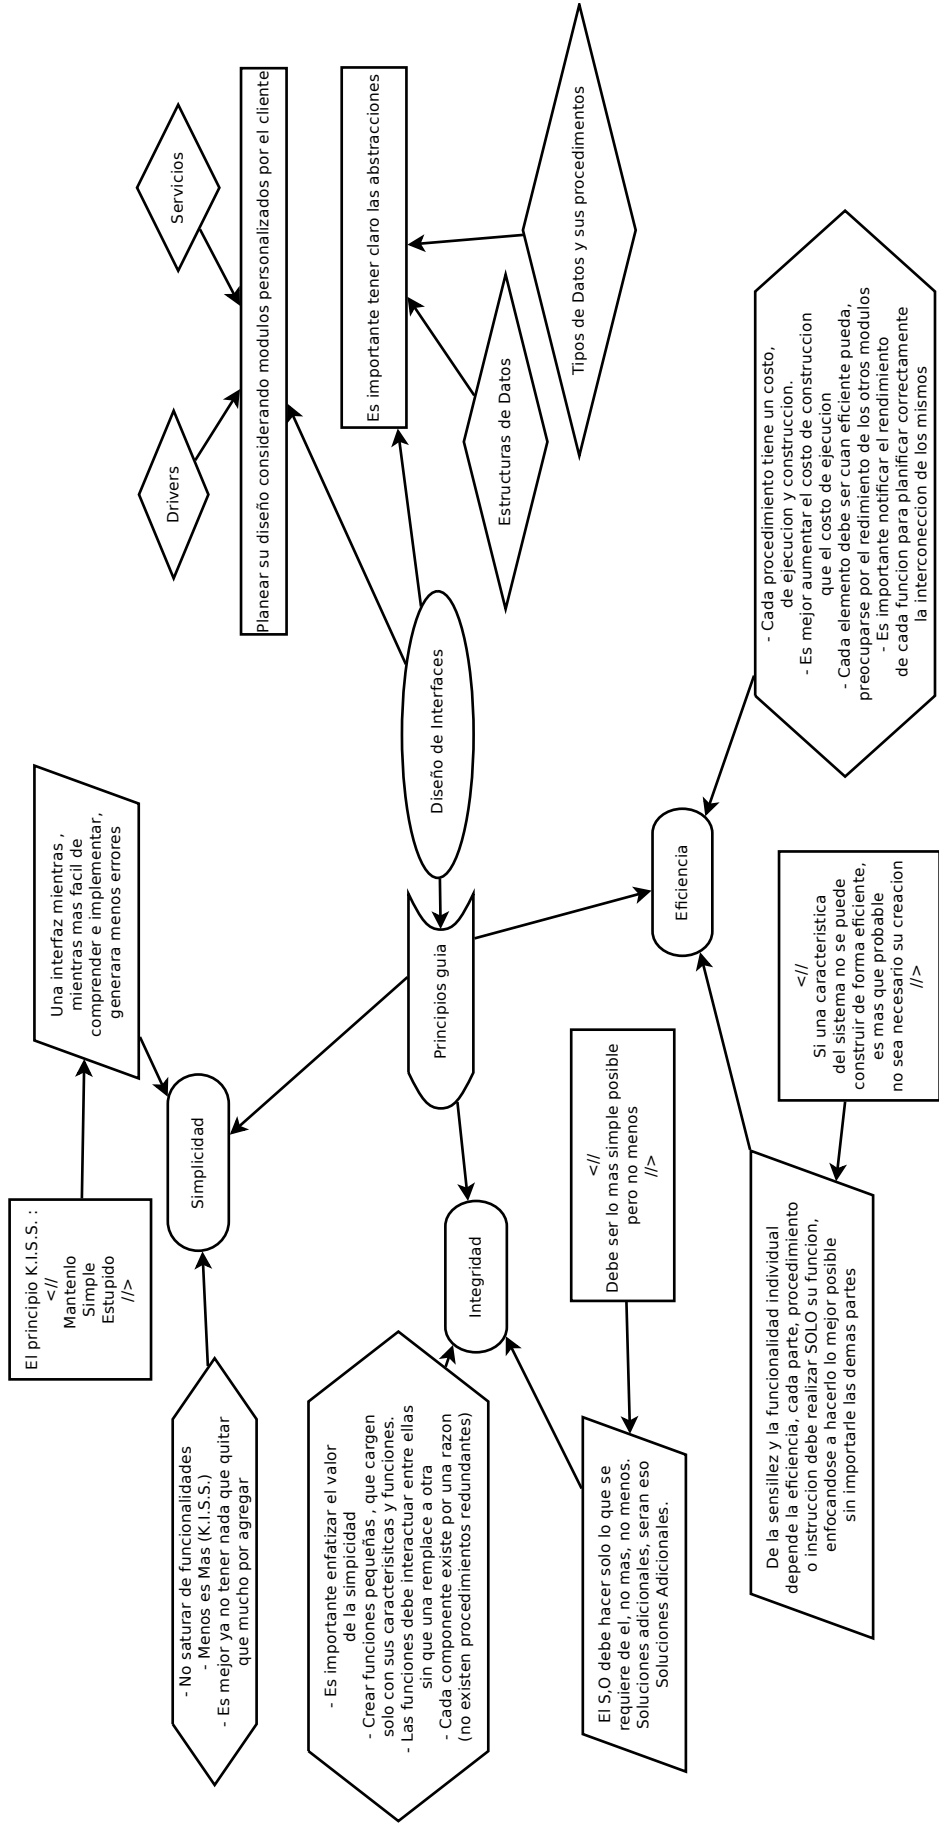 El principio K.I.S.S. :
<//
Mantenlo
Simple
Estupido
//>
Una interfaz mientras ,
mientras mas facil de
comprender e implementar,
generara menos errores
- No saturar de funcionalidades
- Menos es Mas (K.I.S.S.)
- Es mejor ya no tener nada que quitar
que mucho por agregar
Simplicidad
Drivers
Servicios
Planear su diseño considerando modulos personalizados por el cliente
Es importante tener claro las abstracciones
- Es importante enfatizar el valor
de la simpicidad
- Crear funciones pequeñas , que cargen
solo con sus caracterisitcas y funciones.
- Las funciones debe interactuar entre ellas
sin que una remplace a otra
- Cada componente existe por una razon
(no existen procedimientos redundantes)
Integridad
Principios guia
Diseño de Interfaces
Estructuras de Datos
Tipos de Datos y sus procedimentos
El S,O debe hacer solo lo que se
requiere de el, no mas, no menos.
Soluciones adicionales, seran eso
Soluciones Adicionales.
<//
Debe ser lo mas simple posible
pero no menos
//>
Eficiencia
De la sensillez y la funcionalidad individual
depende la eficiencia, cada parte, procedimiento
o instruccion debe realizar SOLO su funcion,
enfocandose a hacerlo lo mejor posible
sin importarle las demas partes
<//
Si una caracteristica
del sistema no se puede
construir de forma eficiente,
es mas que probable
no sea necesario su creacion
//>
- Cada procedimiento tiene un costo,
de ejecucion y construccion.
- Es mejor aumentar el costo de construccion
que el costo de ejecucion
- Cada elemento debe ser cuan eficiente pueda,
preocuparse por el redimiento de los otros modulos
- Es importante notificar el rendimiento
de cada funcion para planificar correctamente
la interconeccion de los mismos